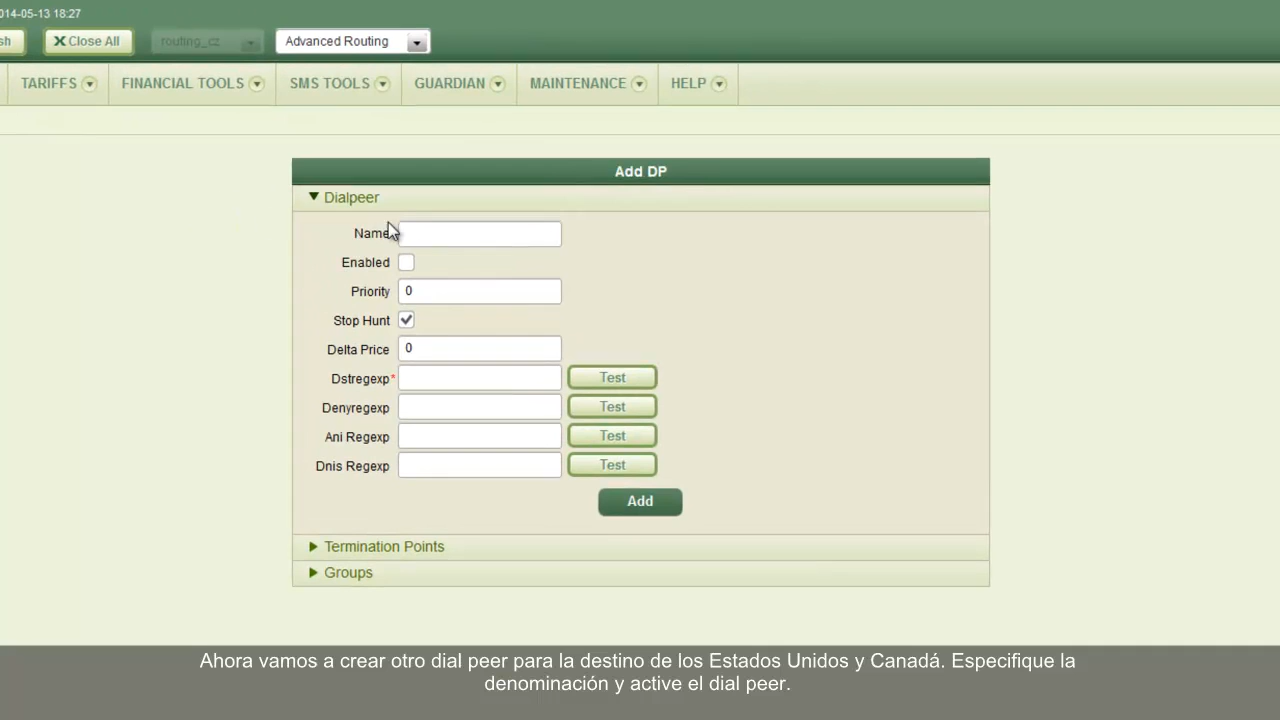 014-05-13 18:27
sh
Close All
routing_cz
Advanced Routing
TARIFFS
FINANCIAL TOOLS
SMS TOOLS
GUARDIAN
MAINTENANCE
HELP
Add DP
Dialpeer
Name
Enabled
Priority 0
Stop Hunt
Delta Price 0
Dstregexp* Test
Denyregexp Test
Ani Regexp Test
Dnis Regexp Test
Add
Termination Points
Groups
Ahora vamos a crear otro dial peer para la destino de los Estados Unidos y Canadá. Especifique la
denominación y active el dial peer.